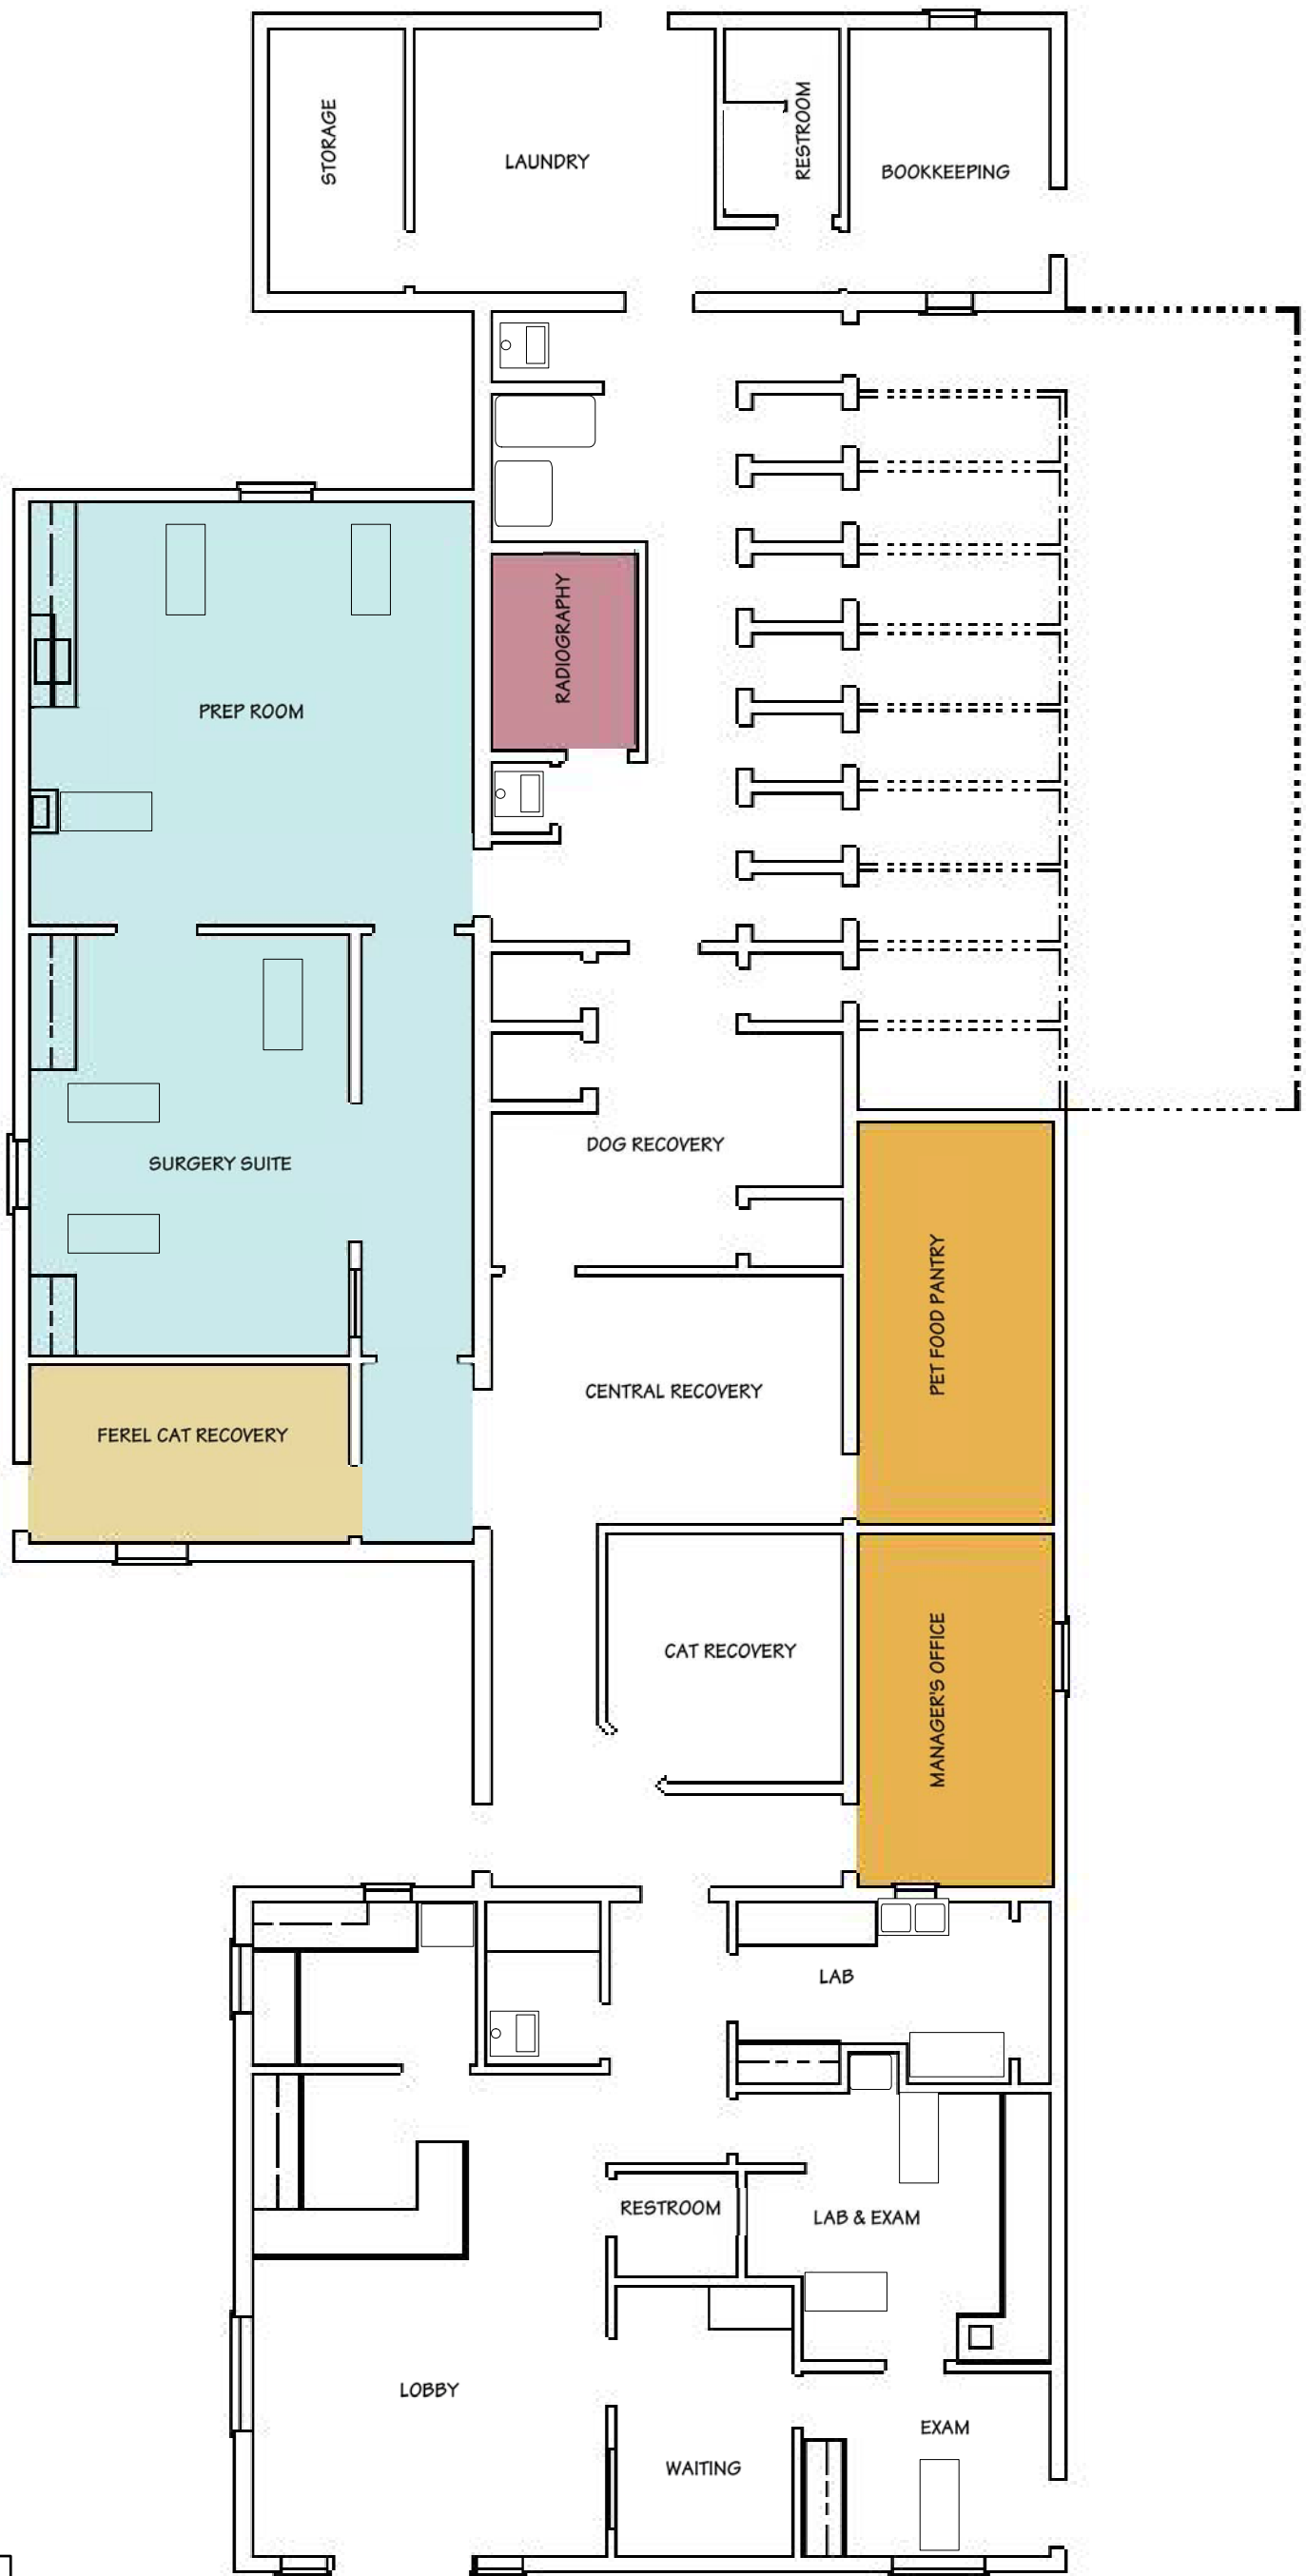 STORAGE
LAUNDRY
RESTROOM
BOOKKEEPING
RADIOGRAPHY
PREP ROOM
DOG RECOVERY
SURGERY SUITE
PET FOOD PANTRY
CENTRAL RECOVERY
FEREL CAT RECOVERY
CAT RECOVERY
MANAGER'S OFFICE
LAB
RESTROOM
LAB & EXAM
LOBBY
EXAM
WAITING